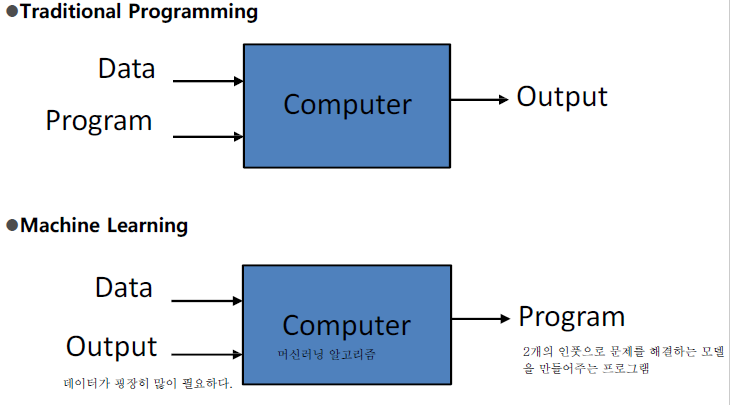 ●Traditional Programming
Data
Program
Computer
Output
●Machine Learning
Data
Output
데이터가 굉장히 많이 필요하다.
Computer
머신러닝 알고리즘
Program
2개의 인풋으로 문제를 해결하는 모델
을 만들어주는 프로그램